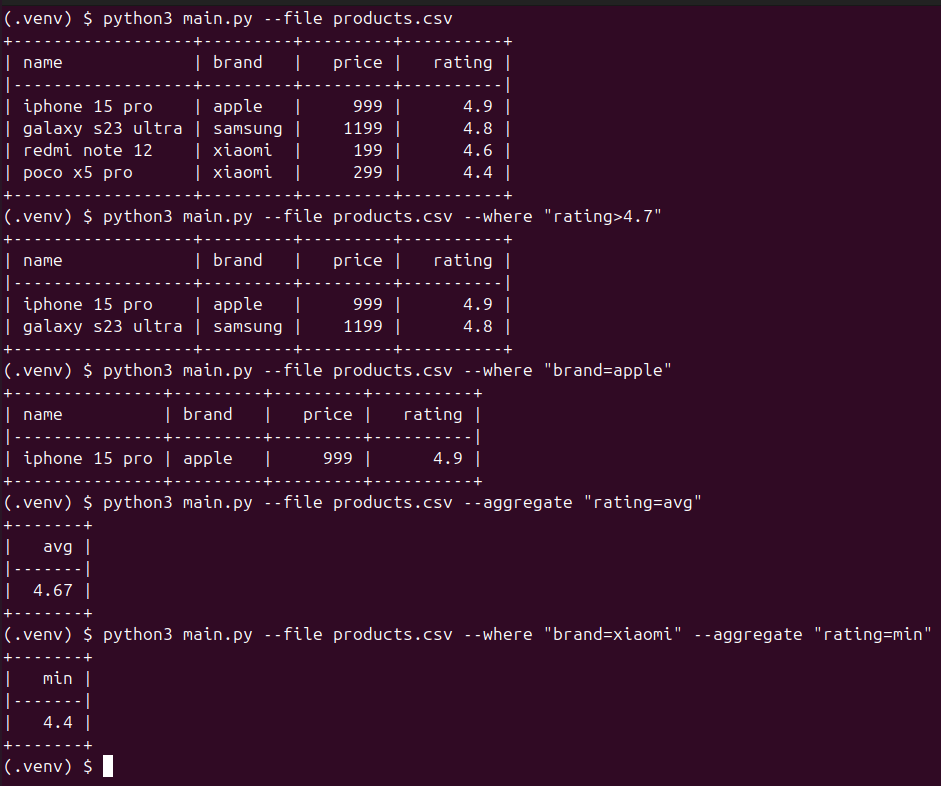 (.venv) $ python3 main.py --file products.csv
+------------------+---------+---------+----------+
| name             | brand   |   price |   rating |
|------------------+---------+---------+----------|
| iphone 15 pro    | apple   |     999 |      4.9 |
| galaxy s23 ultra | samsung |    1199 |      4.8 |
| redmi note 12    | xiaomi  |     199 |      4.6 |
| poco x5 pro      | xiaomi  |     299 |      4.4 |
+------------------+---------+---------+----------+
(.venv) $ python3 main.py --file products.csv --where "rating>4.7"
+------------------+---------+---------+----------+
| name             | brand   |   price |   rating |
|------------------+---------+---------+----------|
| iphone 15 pro    | apple   |     999 |      4.9 |
| galaxy s23 ultra | samsung |    1199 |      4.8 |
+------------------+---------+---------+----------+
(.venv) $ python3 main.py --file products.csv --where "brand=apple"
+---------------+---------+---------+----------+
| name          | brand   |   price |   rating |
|---------------+---------+---------+----------|
| iphone 15 pro | apple   |     999 |      4.9 |
+---------------+---------+---------+----------+
(.venv) $ python3 main.py --file products.csv --aggregate "rating=avg"
+-------+
|   avg |
|-------|
|  4.67 |
+-------+
(.venv) $ python3 main.py --file products.csv --where "brand=xiaomi" --aggregate "rating=min"
+-------+
|   min |
|-------|
|   4.4 |
+-------+
(.venv) $